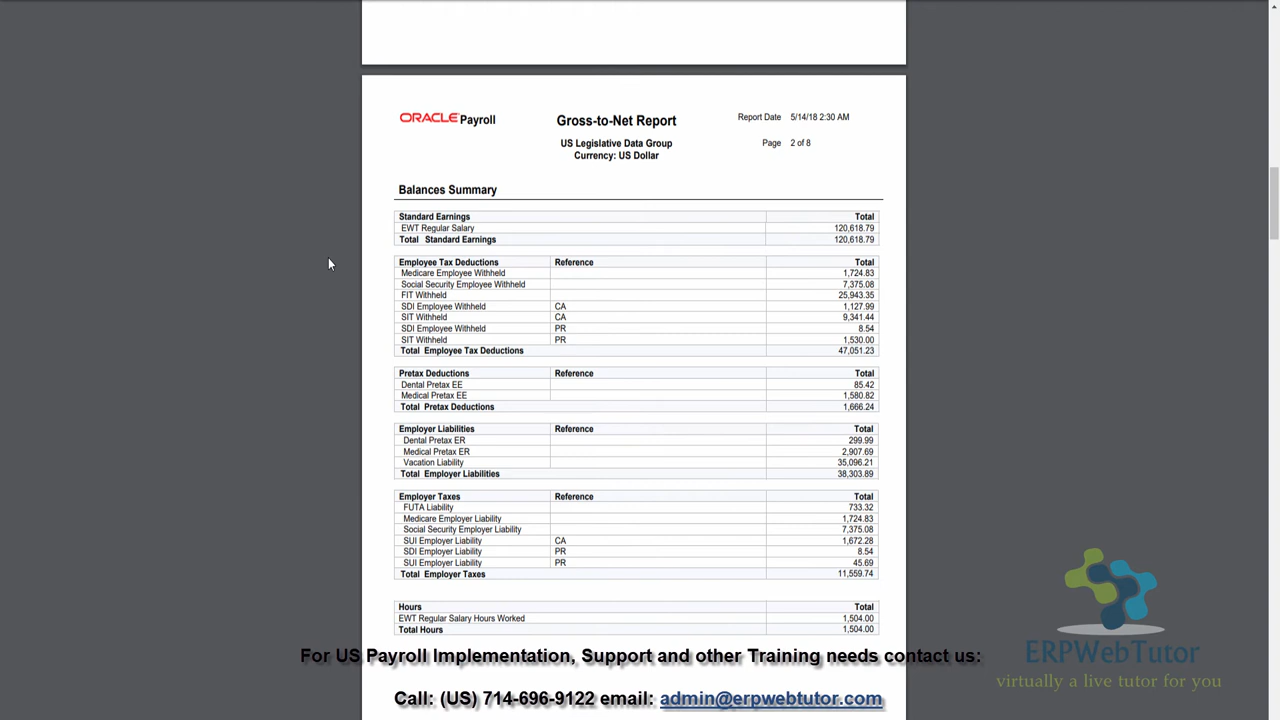 ORACLE Payroll Gross-to-Net Report Report Date 5/14/18 2:30 AM
US Legislative Data Group Page 2 of 8
Currency: US Dollar
Balances Summary
Standard Earnings Total
EWT Regular Salary 120,618.79
Total Standard Earnings 120,618.79
Employee Tax Deductions Reference Total
Medicare Employee Withheld 1,724.83
Social Security Employee Withheld 7,375.08
FIT Withheld 25,943.35
SDI Employee Withheld CA 1,127.99
SIT Withheld CA 9,341.44
SDI Employee Withheld PR 8.54
SIT Withheld PR 1,530.00
Total Employee Tax Deductions 47,051.23
Pretax Deductions Reference Total
Dental Pretax EE 85.42
Medical Pretax EE 1,580.82
Total Pretax Deductions 1,666.24
Employer Liabilities Reference Total
Dental Pretax ER 299.99
Medical Pretax ER 2,907.69
Vacation Liability 35,096.21
Total Employer Liabilities 38,303.89
Employer Taxes Reference Total
FUTA Liability 733.32
Medicare Employer Liability 1,724.83
Social Security Employer Liability 7,375.08
SUI Employer Liability CA 1,672.28
SDI Employer Liability PR 8.54
SUI Employer Liability PR 45.69
Total Employer Taxes 11,559.74
Hours Total
EWT Regular Salary Hours Worked 1,504.00
Total Hours 1,504.00
For US Payroll Implementation, Support and other Training needs contact us:
Call: (US) 714-696-9122 email: admin@erpwebtutor.com
ERPWebTutor
virtually a live tutor for you